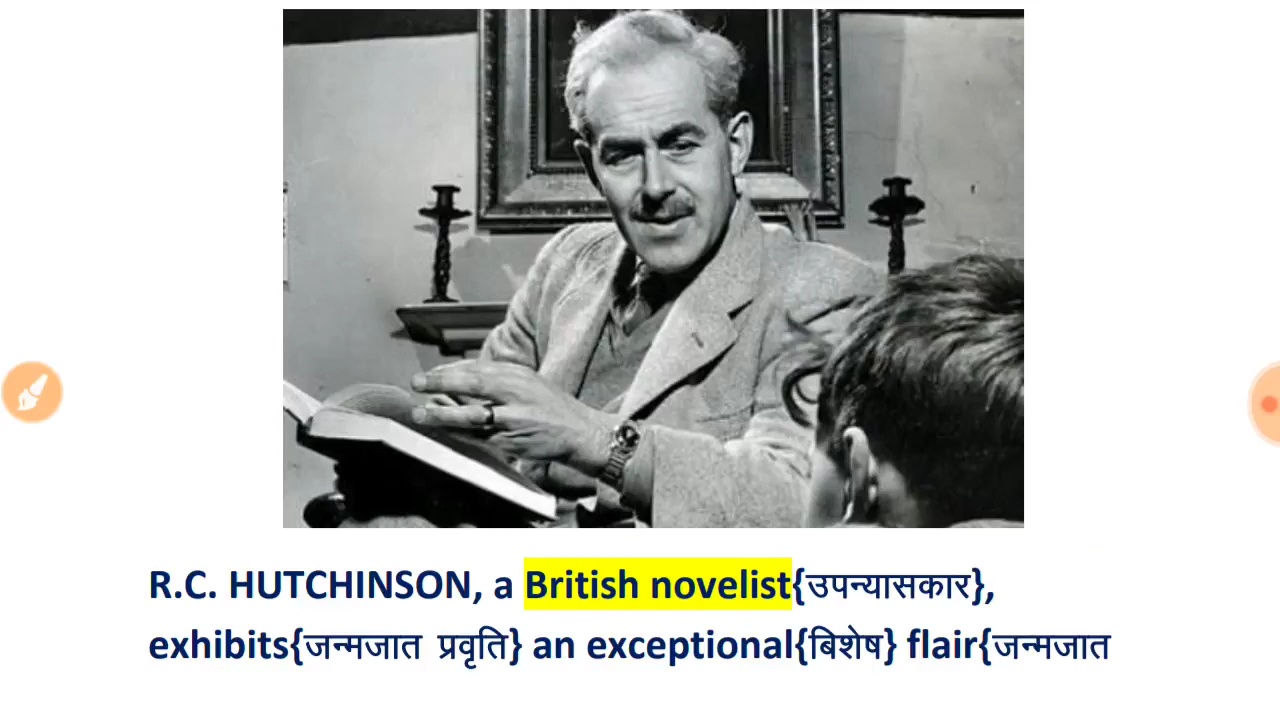 R.C. HUTCHINSON, a British novelist{उपन्यासकार},
exhibits{जन्मजात प्रवृति} an exceptional{बिशेष} flair{जन्मजात